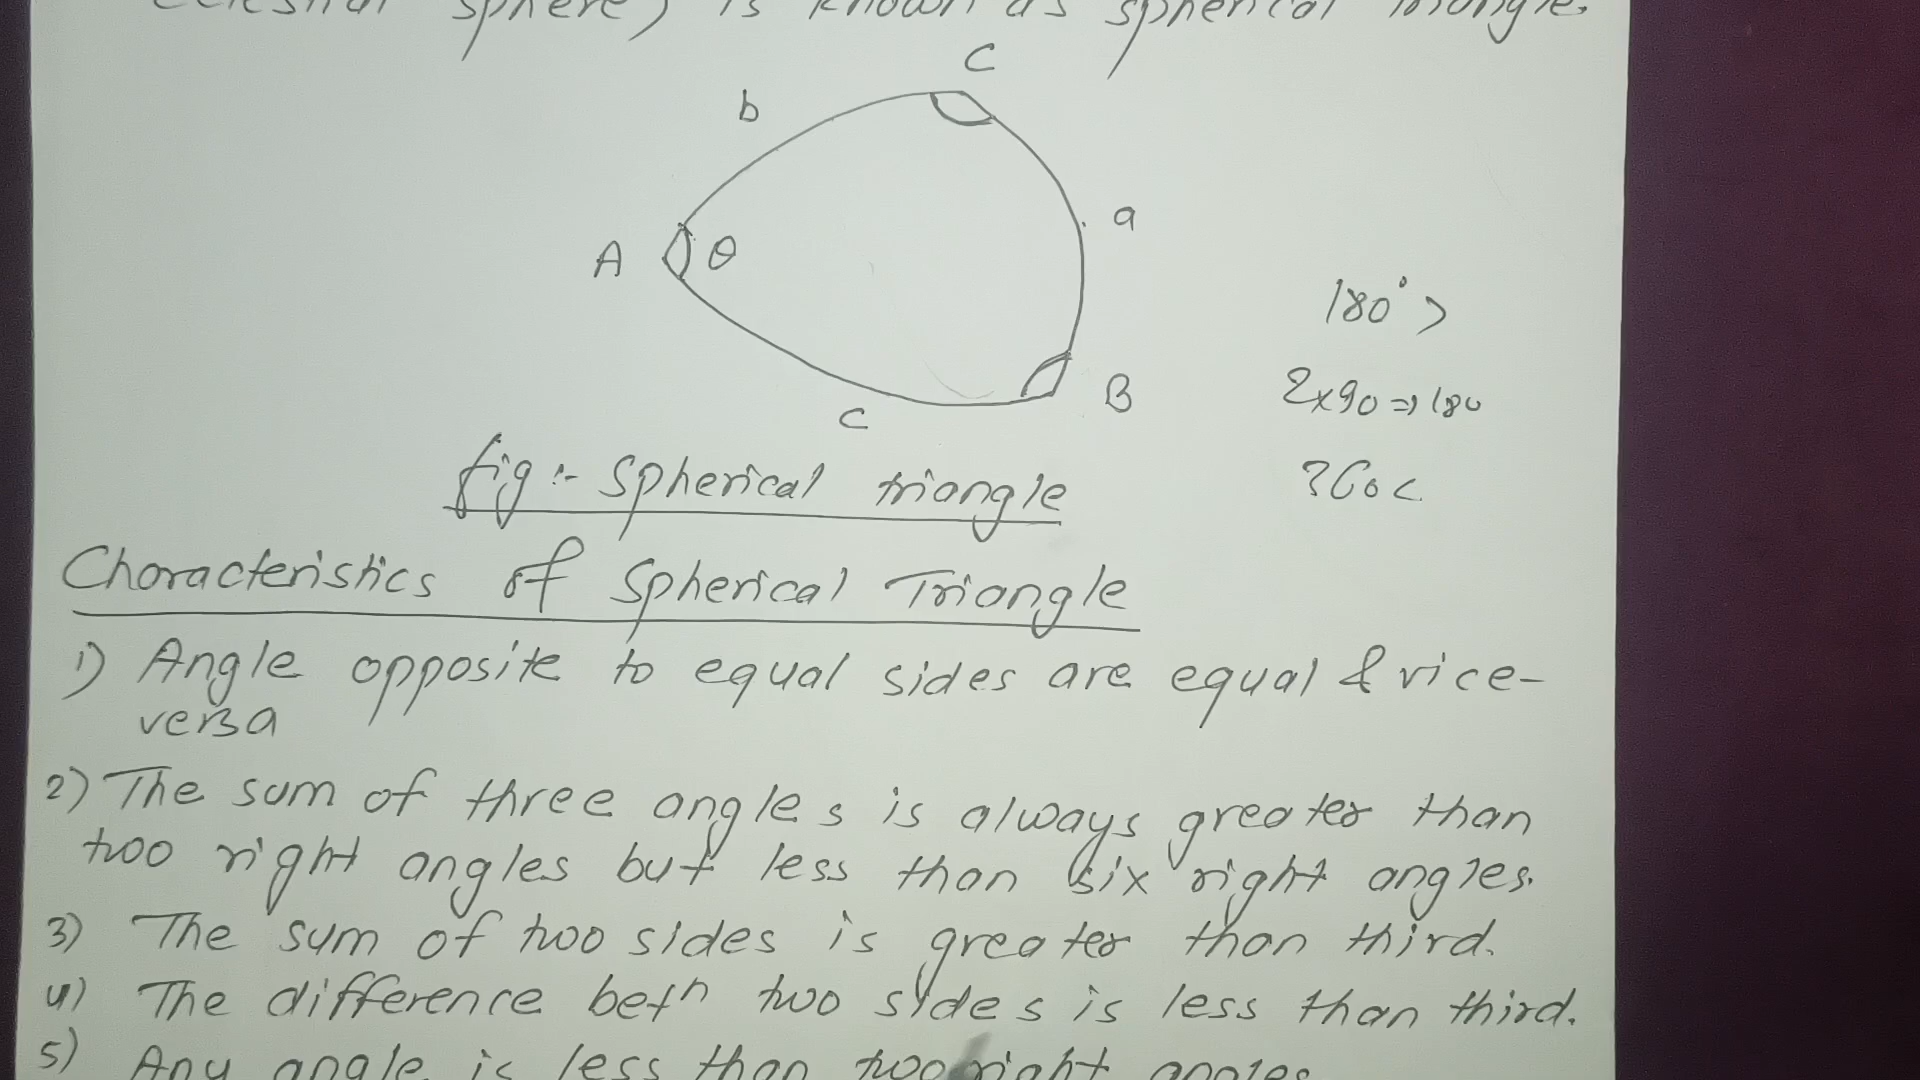 Celestial sphere) is known as spherical triangle.
C
b
a
A θ
180° >
B
2x90 => 180
C
360 <
fig :- Spherical triangle
Characteristics of Spherical Triangle
1) Angle opposite to equal sides are equal & vice-
versa
2) The sum of three angles is always greater than
two right angles but less than six right angles.
3) The sum of two sides is greater than third.
4) The difference betn two sides is less than third.
5) Any angle is less than two right angles